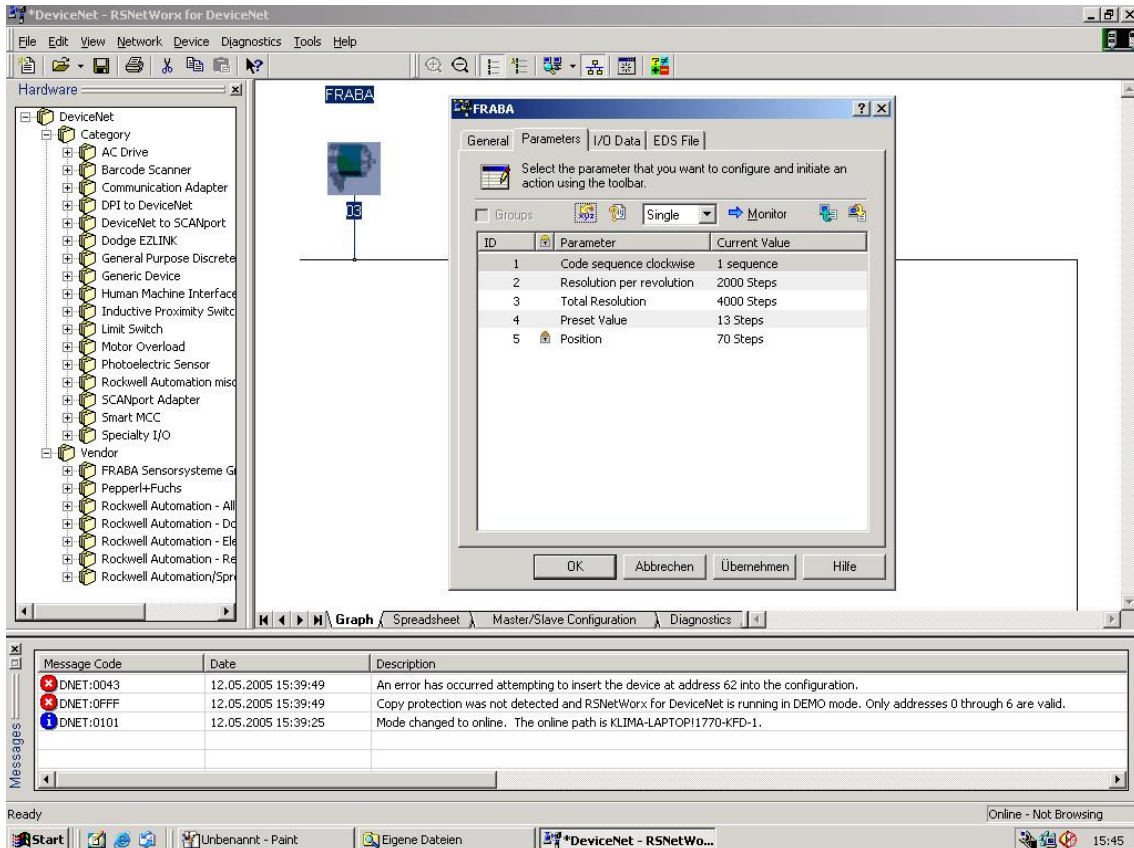 *DeviceNet - RSNetWorx for DeviceNet
File Edit View Network Device Diagnostics Tools Help
Hardware
DeviceNet
Category
AC Drive
Barcode Scanner
Communication Adapter
DPI to DeviceNet
DeviceNet to SCANport
Dodge EZLINK
General Purpose Discrete
Generic Device
Human Machine Interface
Inductive Proximity Switc
Limit Switch
Motor Overload
Photoelectric Sensor
Rockwell Automation misc
SCANport Adapter
Smart MCC
Specialty I/O
Vendor
FRABA Sensorsysteme G
Pepperl+Fuchs
Rockwell Automation - All
Rockwell Automation - Do
Rockwell Automation - Ele
Rockwell Automation - Re
Rockwell Automation/Spr
FRABA
03
FRABA
General Parameters I/O Data EDS File
Select the parameter that you want to configure and initiate an
action using the toolbar.
Groups Single Monitor
ID Parameter Current Value
1 Code sequence clockwise 1 sequence
2 Resolution per revolution 2000 Steps
3 Total Resolution 4000 Steps
4 Preset Value 13 Steps
5 Position 70 Steps
OK Abbrechen Übernehmen Hilfe
Graph Spreadsheet Master/Slave Configuration Diagnostics
Messages
Message Code Date Description
DNET:0043 12.05.2005 15:39:49 An error has occurred attempting to insert the device at address 62 into the configuration.
DNET:0FFF 12.05.2005 15:39:49 Copy protection was not detected and RSNetWorx for DeviceNet is running in DEMO mode. Only addresses 0 through 6 are valid.
DNET:0101 12.05.2005 15:39:25 Mode changed to online. The online path is KLIMA-LAPTOP!1770-KFD-1.
Ready Online - Not Browsing
Start Unbenannt - Paint Eigene Dateien *DeviceNet - RSNetWo... 15:45